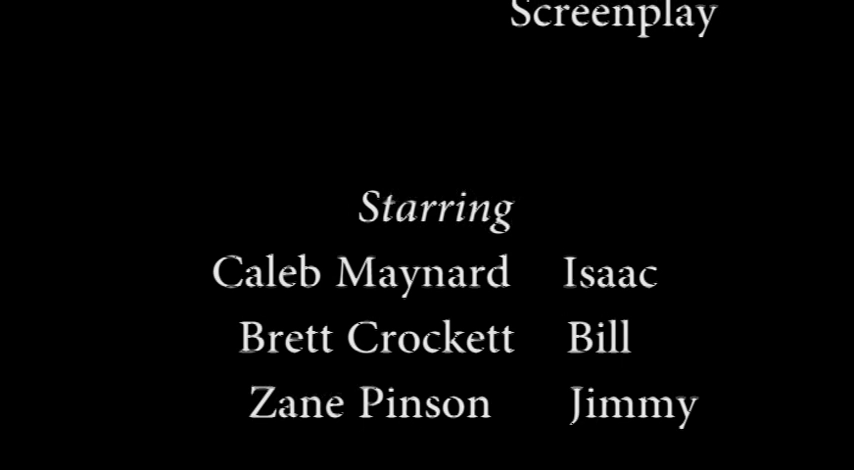 Screenplay
Starring
Caleb Maynard Isaac
Brett Crockett Bill
Zane Pinson Jimmy